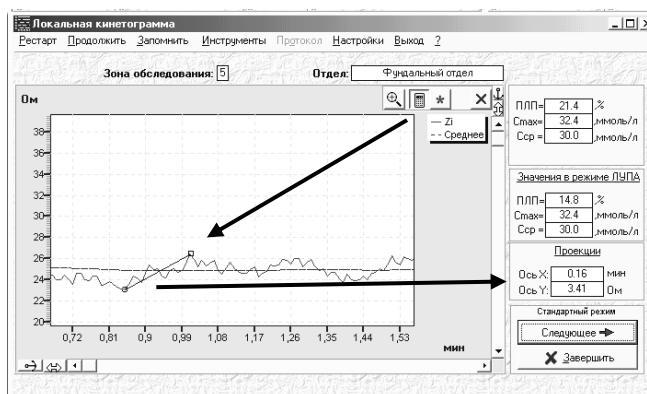 Локальная кинетограмма
Рестарт Продолжить Запомнить Инструменты Протокол Настройки Выход ?
Зона обследования: 5 Отдел: Фундальный отдел
Ом
Zi
Среднее
38
36
34
32
30
28
26
24
22
20
0,72 0,81 0,9 0,99 1,08 1,17 1,26 1,35 1,44 1,53
мин
ПЛП= 21.4 %
Cmax= 32.4 ,ммоль/л
Сср = 30.0 ,ммоль/л
Значения в режиме ЛУПА
ПЛП= 14.8 ,%
Cmax= 32.4 ,ммоль/л
Сср = 30.0 ,ммоль/л
Проекции
Ось X: 0.16 мин
Ось Y: 3.41 Ом
Стандартный режим
Следующее
Завершить